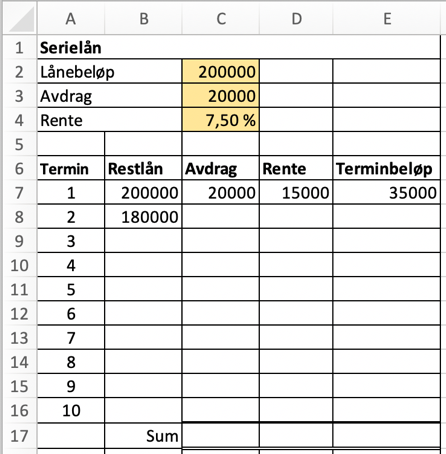 A B C D E
1 Serielån
2 Lånebeløp 200000
3 Avdrag 20000
4 Rente 7,50 %
5
6 Termin Restlån Avdrag Rente Terminbeløp
7 1 200000 20000 15000 35000
8 2 180000
9 3
10 4
11 5
12 6
13 7
14 8
15 9
16 10
17 Sum